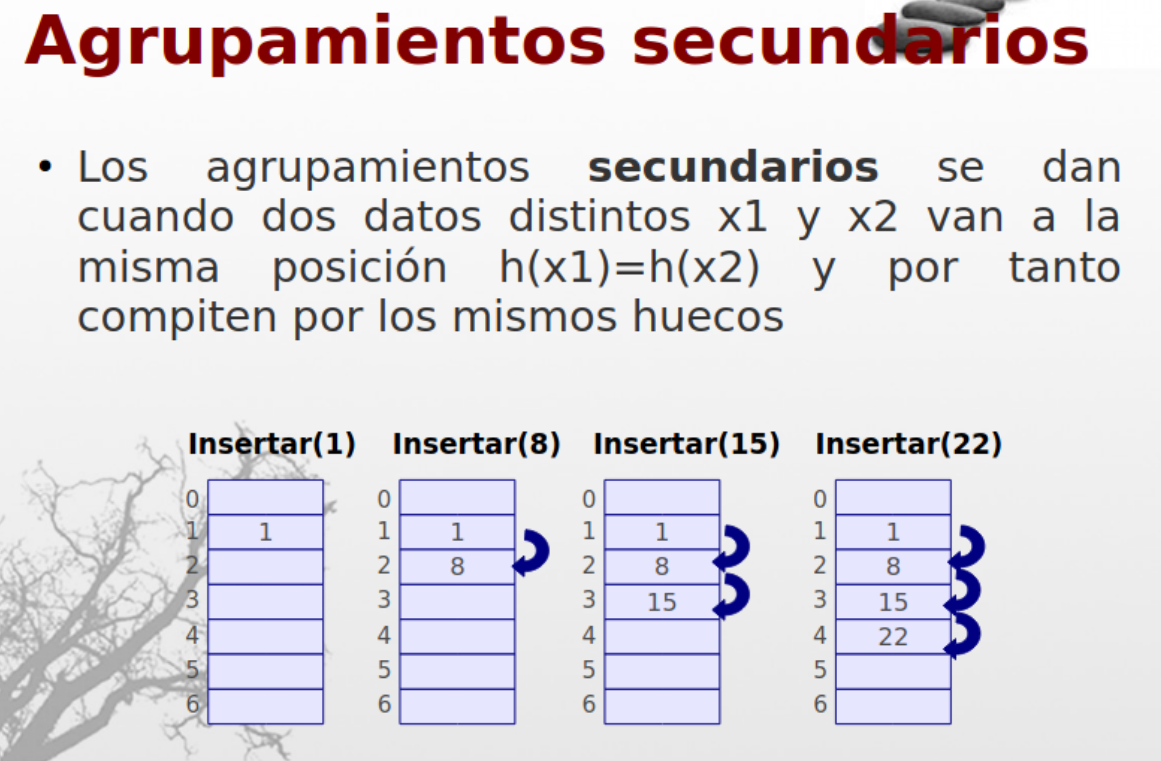 Agrupamientos secundarios
• Los agrupamientos secundarios se dan
cuando dos datos distintos x1 y x2 van a la
misma posición h(x1)=h(x2) y por tanto
compiten por los mismos huecos
Insertar(1) Insertar(8) Insertar(15) Insertar(22)
0 0 0 0
1 1 1 1 1 1 1 1
2 2 8 2 8 2 8
3 3 3 15 3 15
4 4 4 4 22
5 5 5 5
6 6 6 6